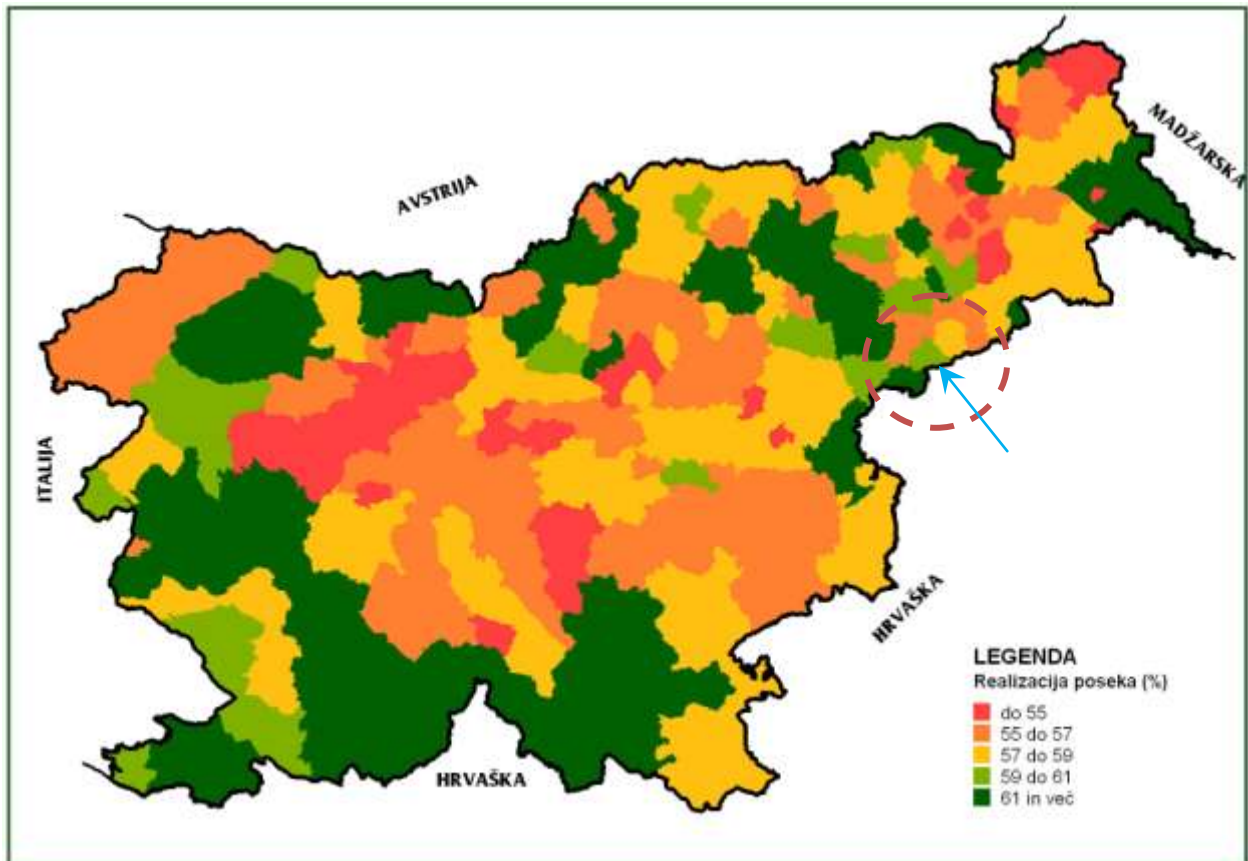 AVSTRIJA
MADŽARSKA
ITALIJA
HRVAŠKA
HRVAŠKA
LEGENDA
Realizacija poseka (%)
do 55
55 do 57
57 do 59
59 do 61
61 in več